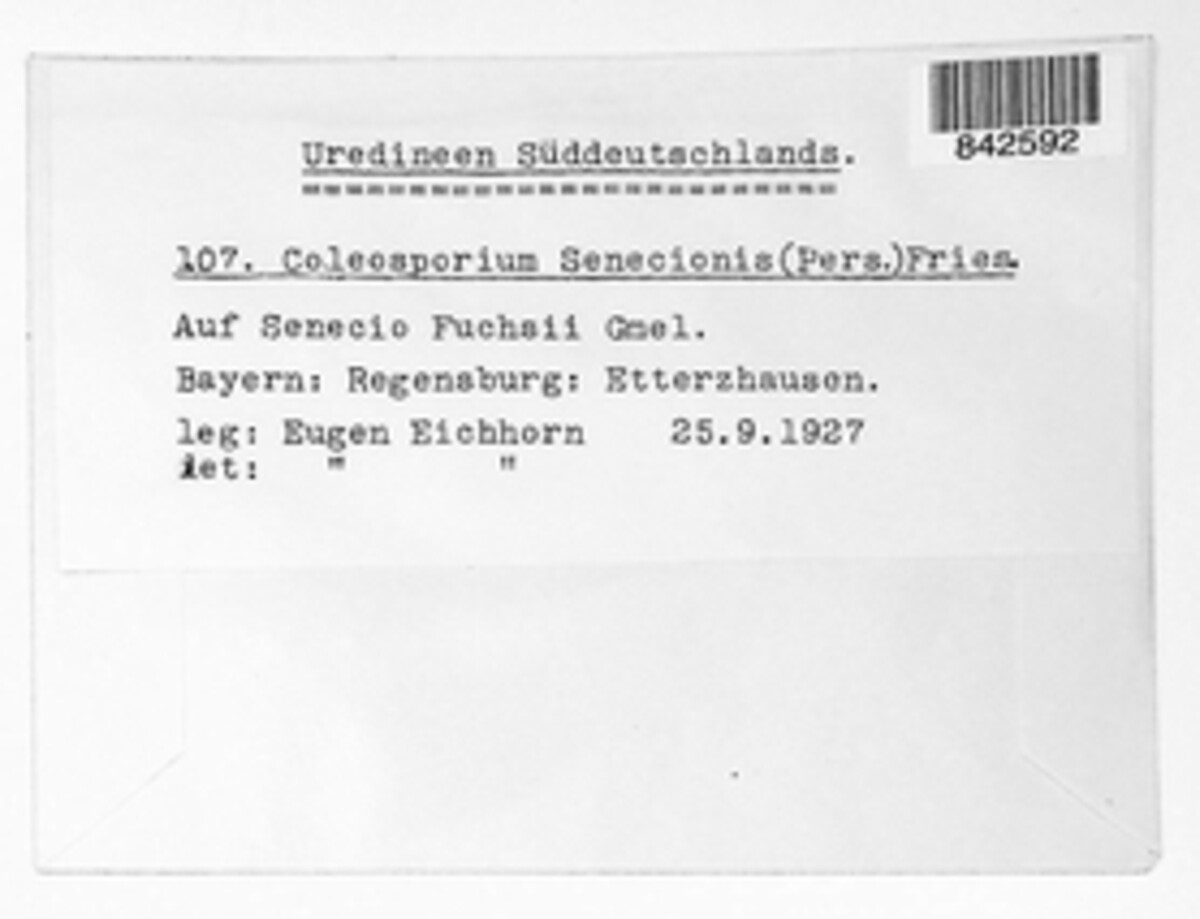 842592
Uredineen Süddeutschlands.
107. Coleosporium Senecionis(Pers.)Fries.
Auf Senecio Fuchsii Gmel.
Bayern: Regensburg: Etterzhausen.
leg: Eugen Eichhorn 25.9.1927
det: " "